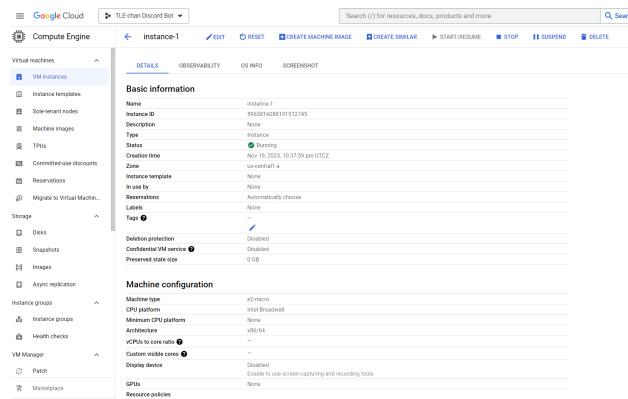 Google Cloud
TLE-chan Discord Bot
Search (/) for resources, docs, products and more
Sear
Compute Engine
instance-1
EDIT
RESET
CREATE MACHINE IMAGE
CREATE SIMILAR
START/RESUME
STOP
SUSPEND
DELETE
Virtual machines
VM instances
Instance templates
Sole-tenant nodes
Machine images
TPUs
Committed-use discounts
Reservations
Migrate to Virtual Machin...
Storage
Disks
Snapshots
Images
Async replication
Instance groups
Instance groups
Health checks
VM Manager
Patch
Marketplace
DETAILS
OBSERVABILITY
OS INFO
SCREENSHOT
Basic information
Name instance-1
Instance ID 5965816088191512745
Description None
Type Instance
Status Running
Creation time Nov 19, 2023, 10:37:59 pm UTCZ
Zone us-central1-a
Instance template None
In use by None
Reservations Automatically choose
Labels None
Tags —
Deletion protection Disabled
Confidential VM service Disabled
Preserved state size 0 GB
Machine configuration
Machine type e2-micro
CPU platform Intel Broadwell
Minimum CPU platform None
Architecture x86/64
vCPUs to core ratio —
Custom visible cores —
Display device Disabled
Enable to use screen capturing and recording tools
GPUs None
Resource policies